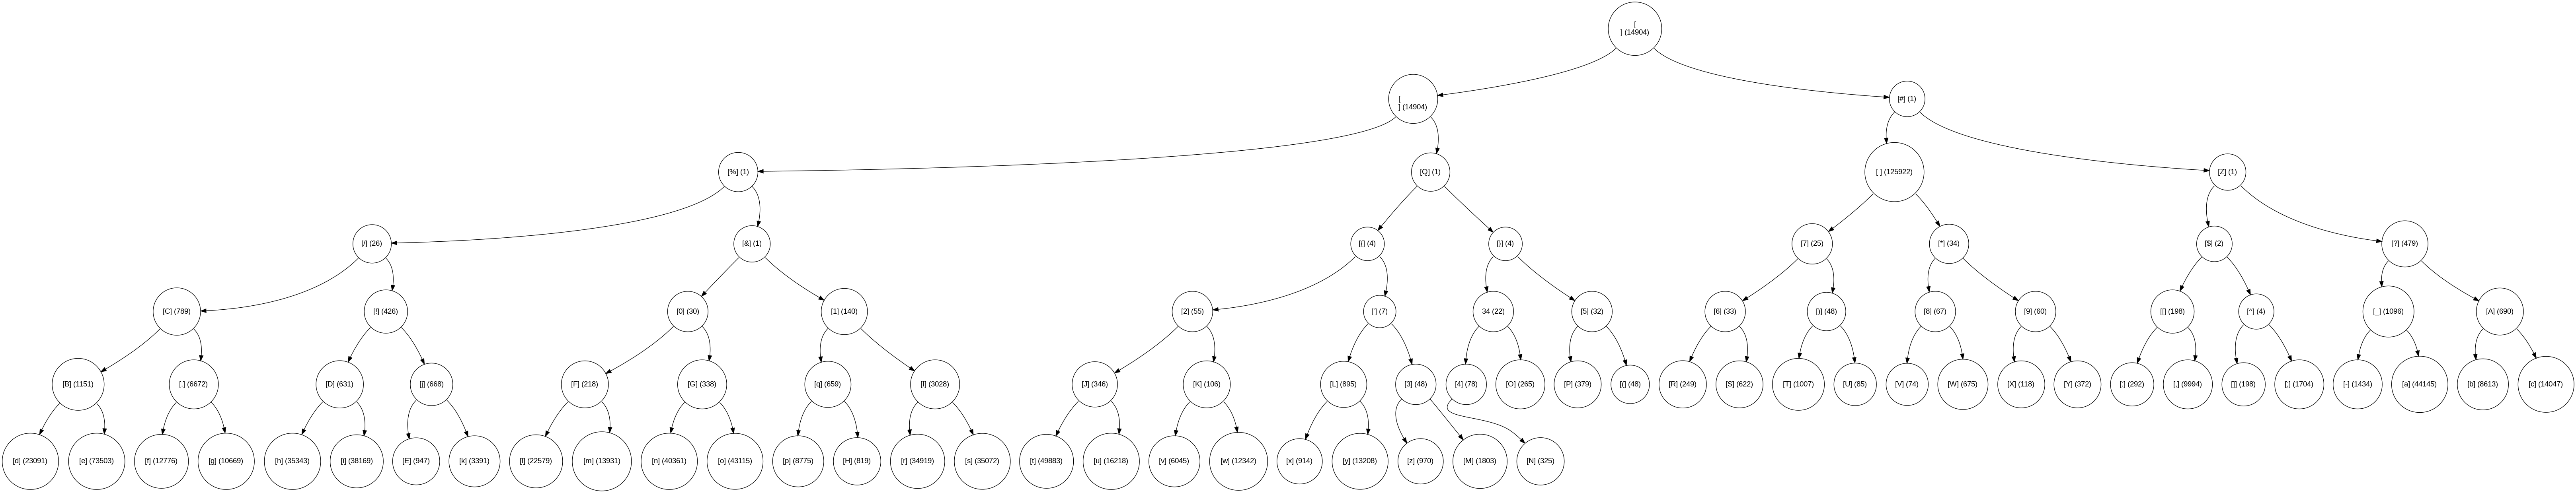 [
] (14904)
[
] (14904)
[#] (1)
[%] (1)
[Q] (1)
[ ] (125922)
[Z] (1)
[/] (26)
[&] (1)
[{] (4)
[}] (4)
[7] (25)
[*] (34)
[$] (2)
[?] (479)
[C] (789)
[!] (426)
[0] (30)
[1] (140)
[2] (55)
['] (7)
34 (22)
[5] (32)
[6] (33)
[)] (48)
[8] (67)
[9] (60)
[[] (198)
[^] (4)
[_] (1096)
[A] (690)
[B] (1151)
[.] (6672)
[D] (631)
[j] (668)
[F] (218)
[G] (338)
[q] (659)
[I] (3028)
[J] (346)
[K] (106)
[L] (895)
[3] (48)
[4] (78)
[O] (265)
[P] (379)
[(] (48)
[R] (249)
[S] (622)
[T] (1007)
[U] (85)
[V] (74)
[W] (675)
[X] (118)
[Y] (372)
[:] (292)
[,] (9994)
[]] (198)
[;] (1704)
[-] (1434)
[a] (44145)
[b] (8613)
[c] (14047)
[d] (23091)
[e] (73503)
[f] (12776)
[g] (10669)
[h] (35343)
[i] (38169)
[E] (947)
[k] (3391)
[l] (22579)
[m] (13931)
[n] (40361)
[o] (43115)
[p] (8775)
[H] (819)
[r] (34919)
[s] (35072)
[t] (49883)
[u] (16218)
[v] (6045)
[w] (12342)
[x] (914)
[y] (13208)
[z] (970)
[M] (1803)
[N] (325)